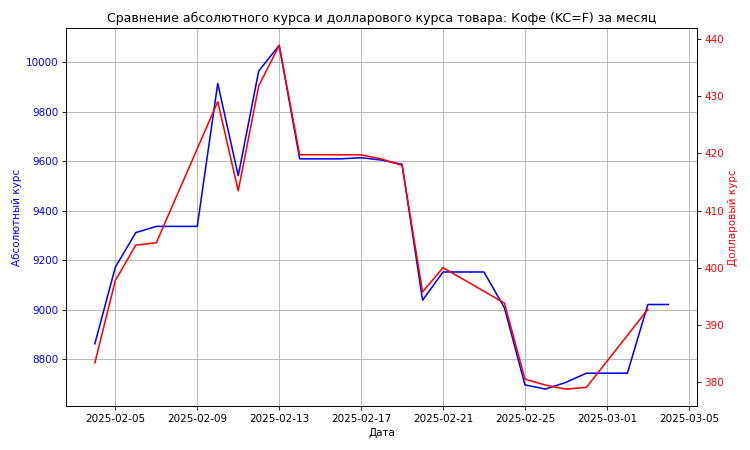 Сравнение абсолютного курса и долларового курса товара: Кофе (KC=F) за месяц
10000
9800
9600
9400
9200
9000
8800
Абсолютный курс
440
430
420
410
400
390
380
Долларовый курс
2025-02-05 2025-02-09 2025-02-13 2025-02-17 2025-02-21 2025-02-25 2025-03-01 2025-03-05
Дата